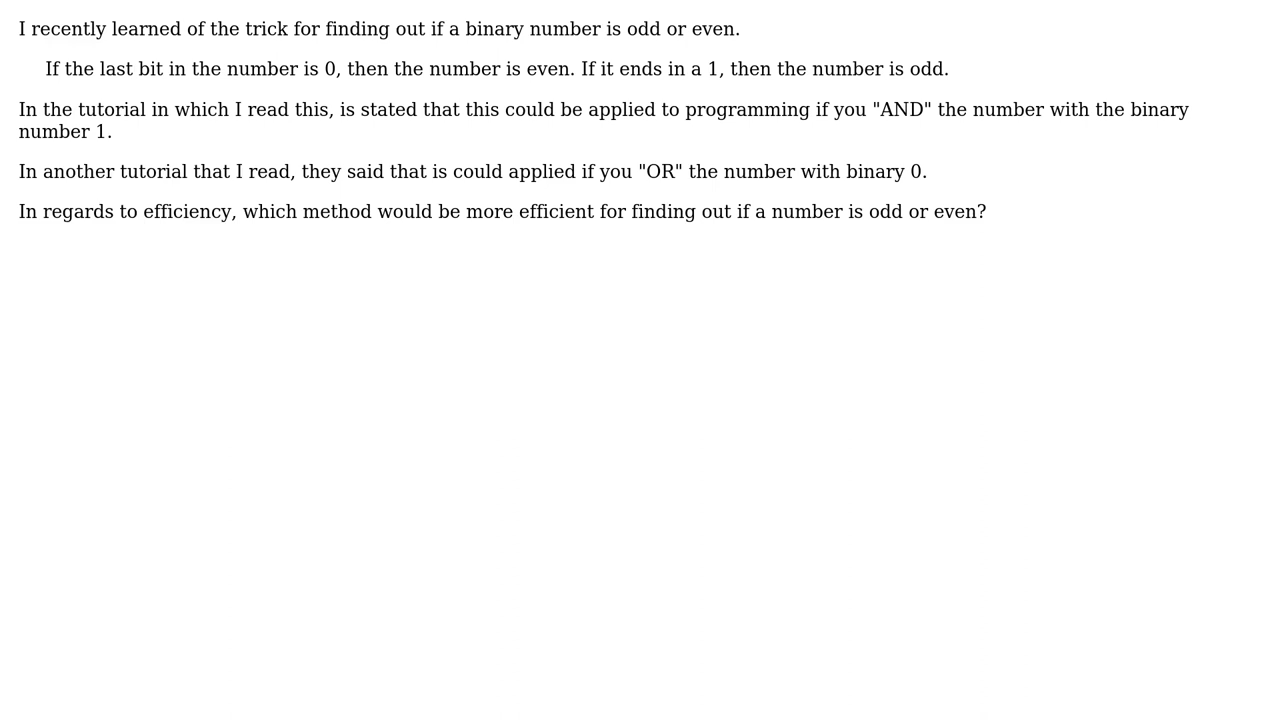 I recently learned of the trick for finding out if a binary number is odd or even.
If the last bit in the number is 0, then the number is even. If it ends in a 1, then the number is odd.
In the tutorial in which I read this, is stated that this could be applied to programming if you "AND" the number with the binary
number 1.
In another tutorial that I read, they said that is could applied if you "OR" the number with binary 0.
In regards to efficiency, which method would be more efficient for finding out if a number is odd or even?